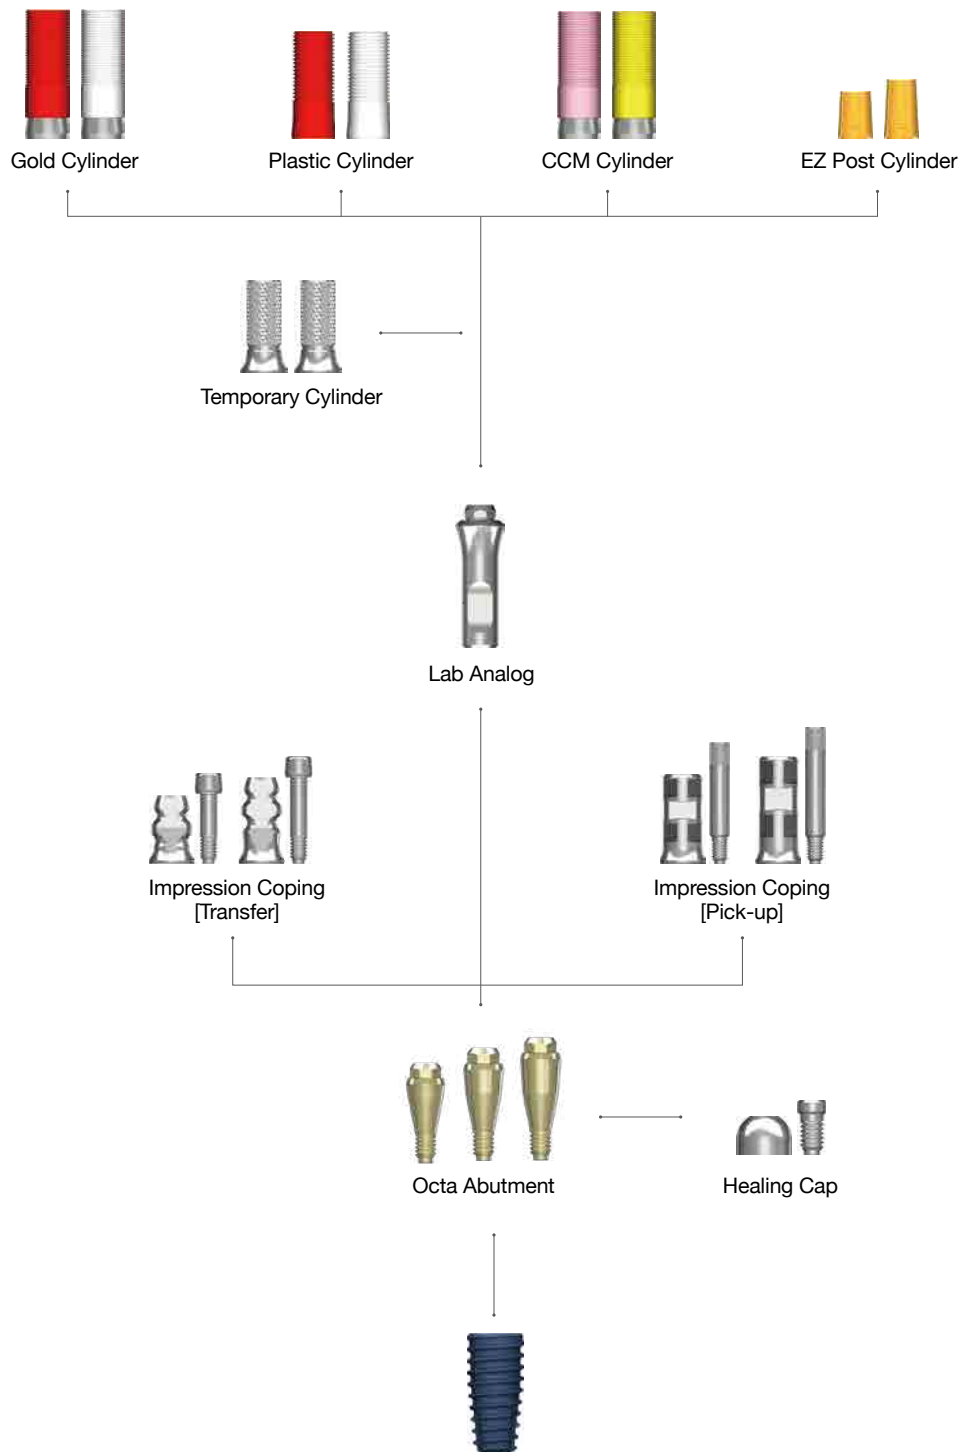 Gold Cylinder
Plastic Cylinder
CCM Cylinder
EZ Post Cylinder
Temporary Cylinder
Lab Analog
Impression Coping
[Transfer]
Impression Coping
[Pick-up]
Octa Abutment
Healing Cap